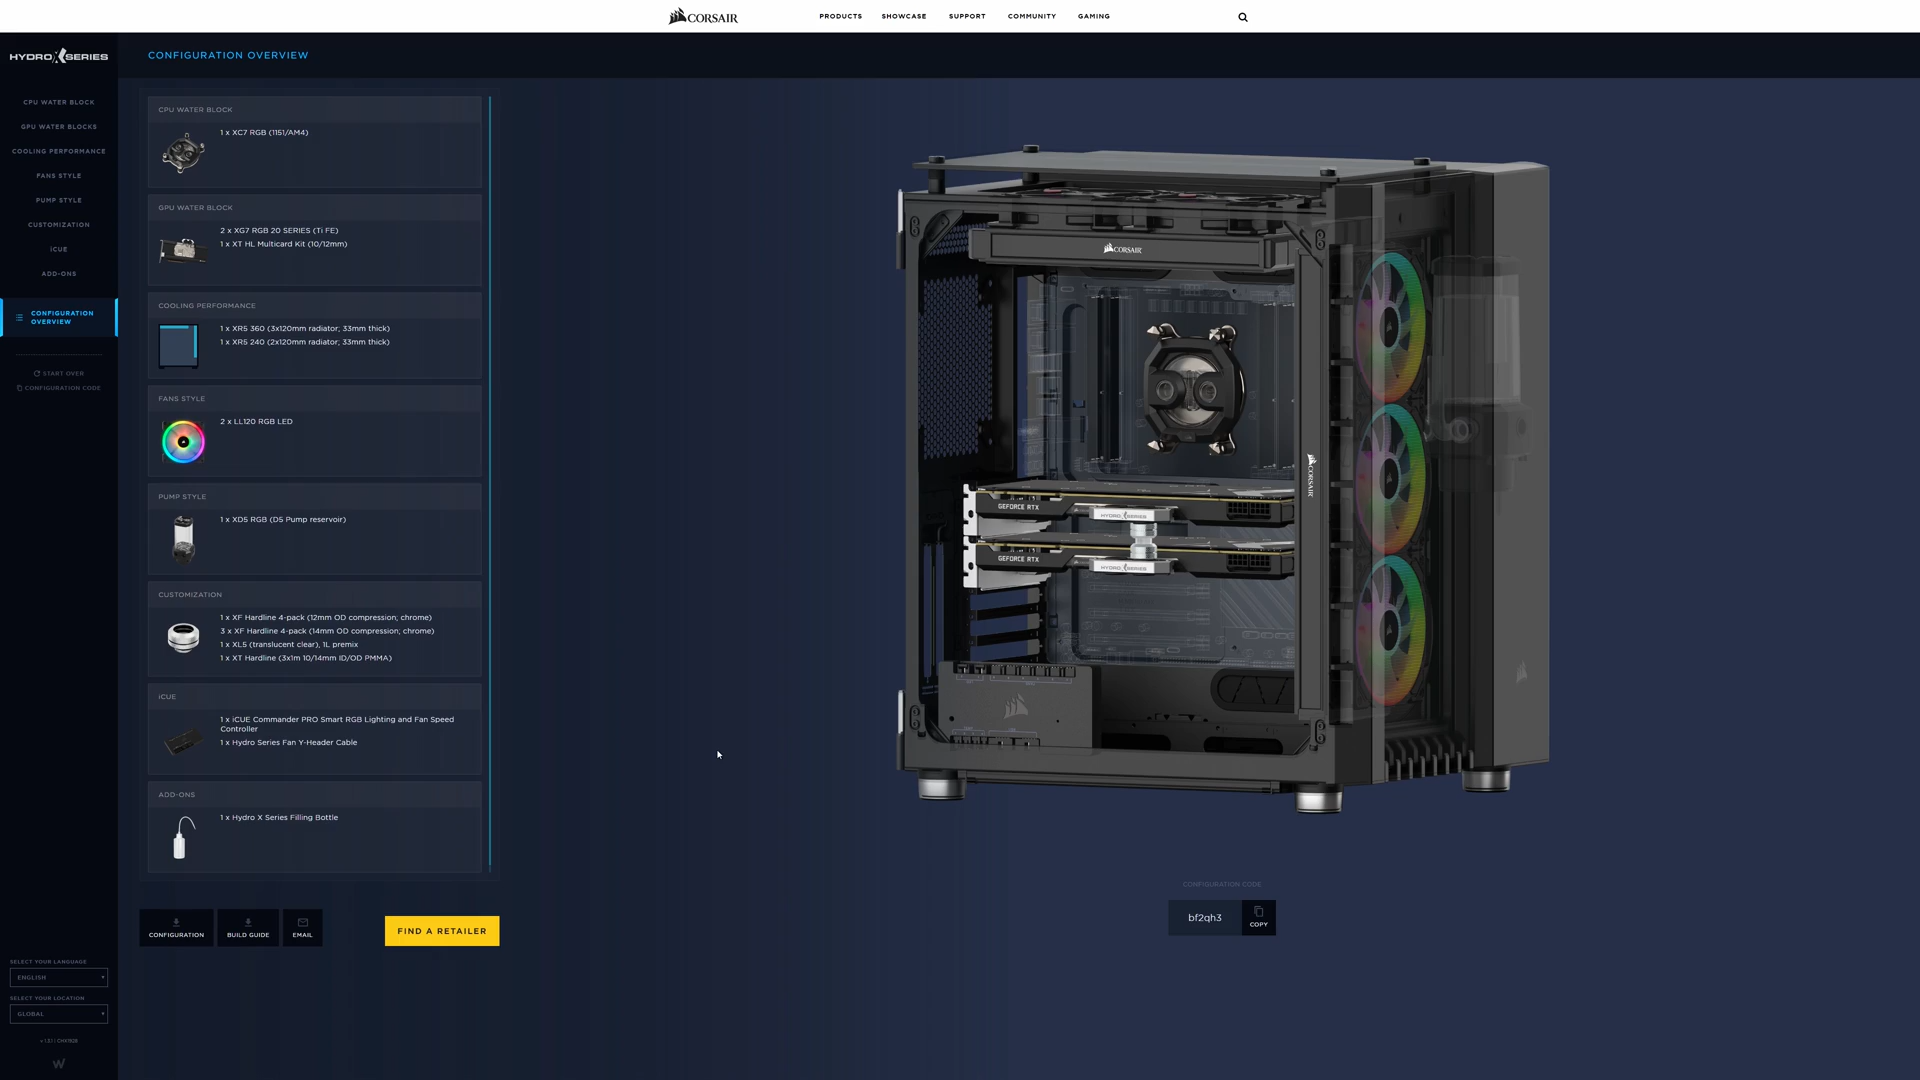 CORSAIR
PRODUCTS
SHOWCASE
SUPPORT
COMMUNITY
GAMING
HYDRO X SERIES
CONFIGURATION OVERVIEW
CPU WATER BLOCK
GPU WATER BLOCKS
COOLING PERFORMANCE
FANS STYLE
PUMP STYLE
CUSTOMIZATION
iCUE
ADD-ONS
CONFIGURATION
OVERVIEW
START OVER
CONFIGURATION CODE
SELECT YOUR LANGUAGE
ENGLISH
SELECT YOUR LOCATION
GLOBAL
CPU WATER BLOCK
1 x XC7 RGB (1151/AM4)
GPU WATER BLOCK
2 x XG7 RGB 20 SERIES (Ti FE)
1 x XT HL Multicard Kit (10/12mm)
COOLING PERFORMANCE
1 x XR5 360 (3x120mm radiator; 33mm thick)
1 x XR5 240 (2x120mm radiator; 33mm thick)
FANS STYLE
2 x LL120 RGB LED
PUMP STYLE
1 x XD5 RGB (D5 Pump reservoir)
CUSTOMIZATION
1 x XF Hardline 4-pack (12mm OD compression; chrome)
3 x XF Hardline 4-pack (14mm OD compression; chrome)
1 x XL5 (translucent clear), 1L premix
1 x XT Hardline (3x1m 10/14mm ID/OD PMMA)
iCUE
1 x iCUE Commander PRO Smart RGB Lighting and Fan Speed
Controller
1 x Hydro Series Fan Y-Header Cable
ADD-ONS
1 x Hydro X Series Filling Bottle
CONFIGURATION
BUILD GUIDE
EMAIL
FIND A RETAILER
CORSAIR
CORSAIR
GEFORCE RTX
HYDRO X SERIES
GEFORCE RTX
HYDRO X SERIES
CONFIGURATION CODE
bf2qh3
COPY